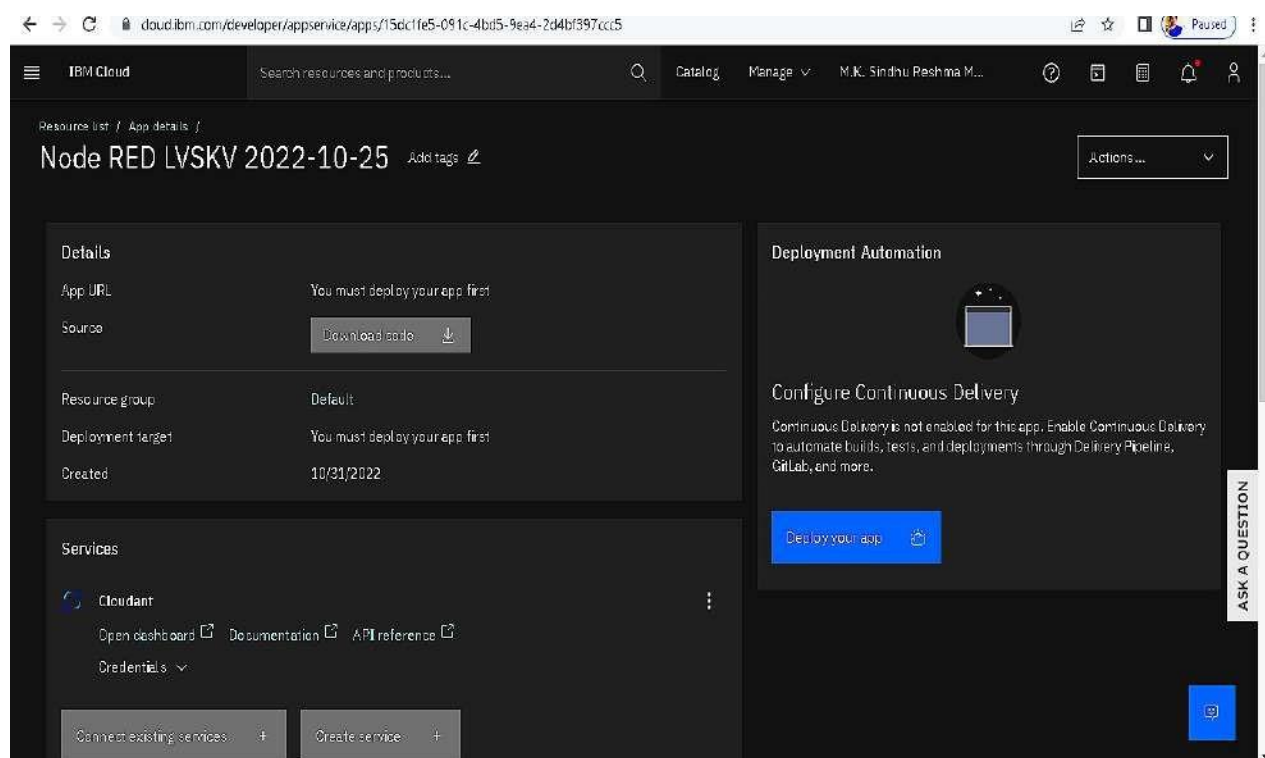 cloud.ibm.com/developer/appservice/apps/15dc1fe5-091c-4bd5-9ea4-2d4bf397ccc5
Paused
IBM Cloud
Search resources and products...
Catalog
Manage
M.K. Sindhu Reshma M...
Resource list / App details /
Node RED LVSKV 2022-10-25
Add tags
Actions...
Details
App URL
You must deploy your app first
Source
Download code
Resource group
Default
Deployment target
You must deploy your app first
Created
10/31/2022
Services
Cloudant
Open dashboard
Documentation
API reference
Credentials
Connect existing services +
Create service +
Deployment Automation
Configure Continuous Delivery
Continuous Delivery is not enabled for this app. Enable Continuous Delivery
to automate builds, tests, and deployments through Delivery Pipeline,
GitLab, and more.
Deploy your app
ASK A QUESTION